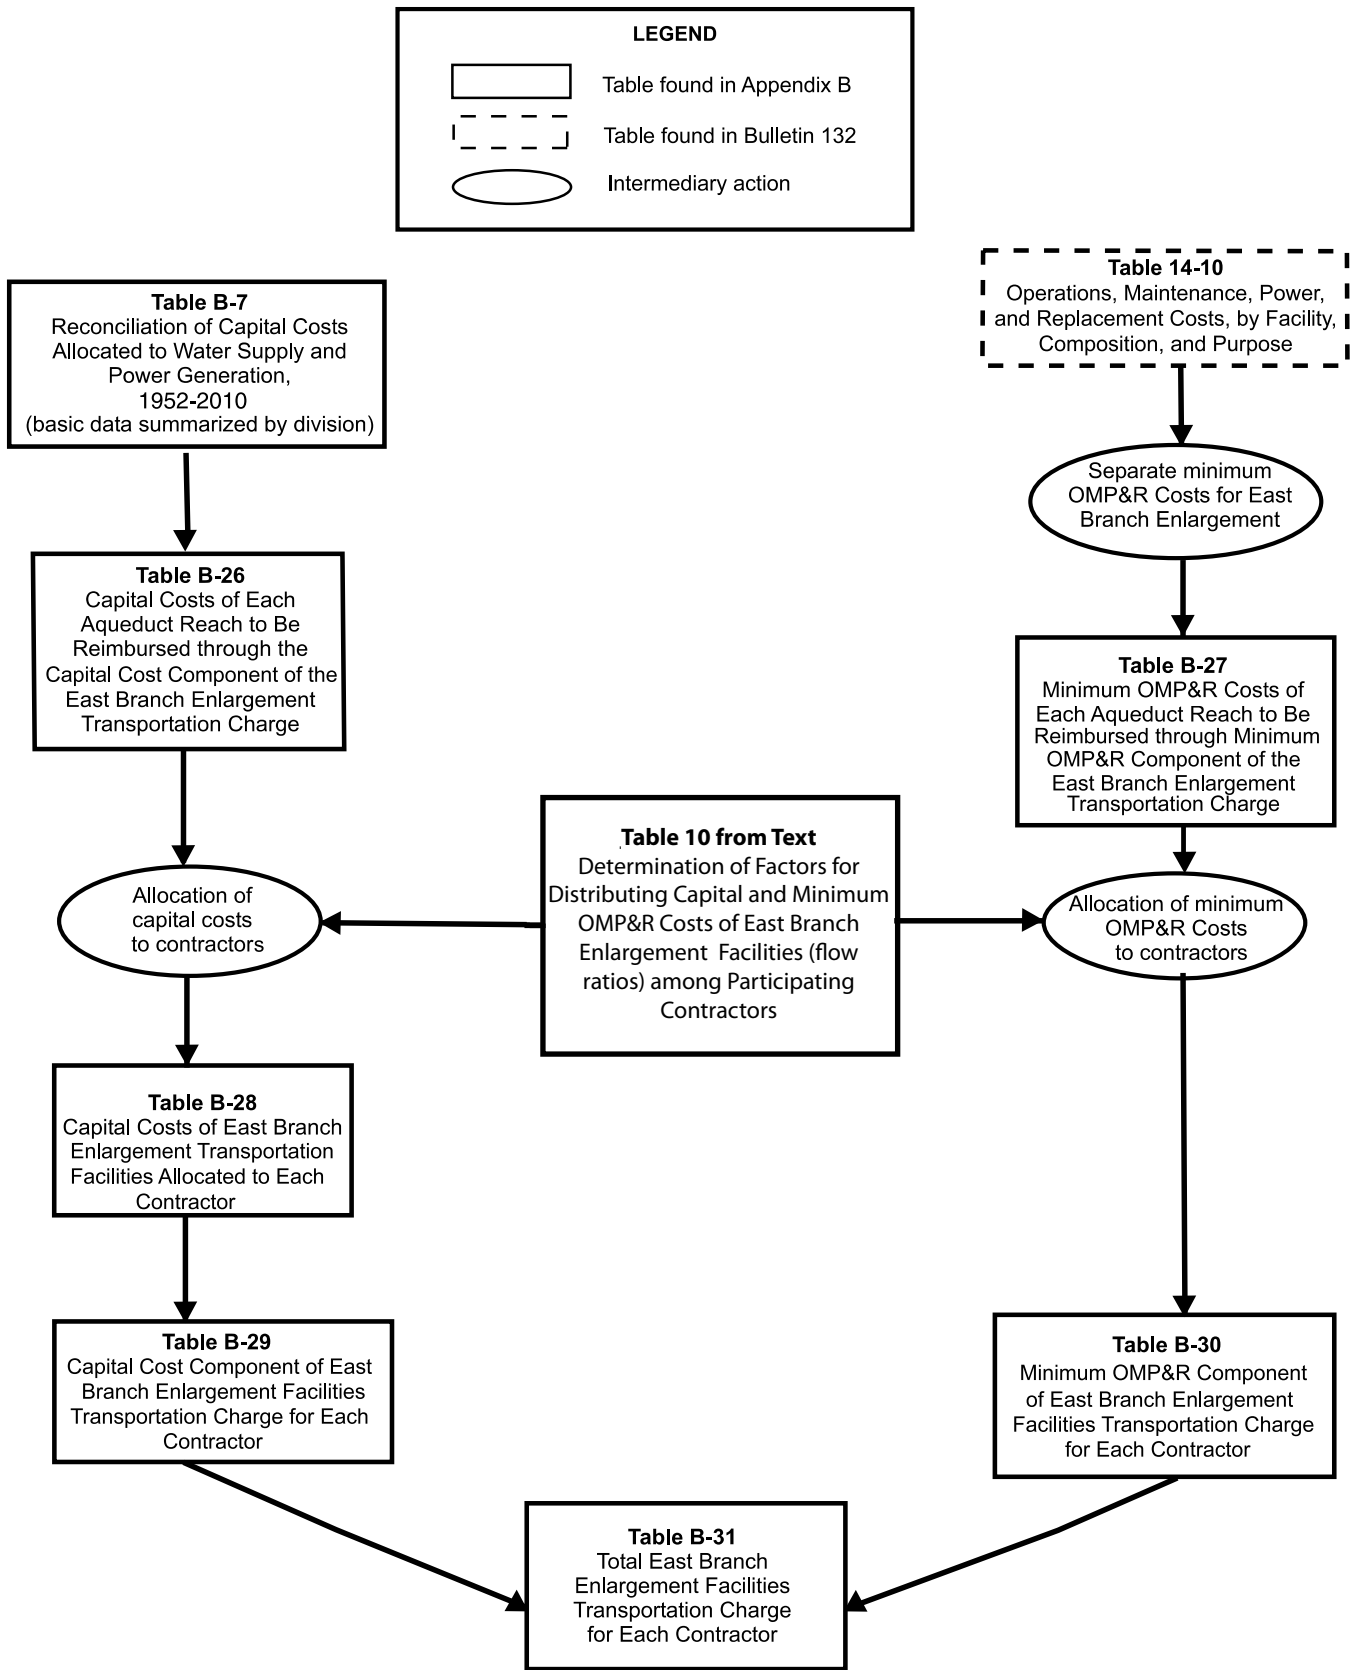 LEGEND
Table found in Appendix B
Table found in Bulletin 132
Intermediary action
Table B-7
Reconciliation of Capital Costs
Allocated to Water Supply and
Power Generation,
1952-2010
(basic data summarized by division)
Table 14-10
Operations, Maintenance, Power,
and Replacement Costs, by Facility,
Composition, and Purpose
Separate minimum
OMP&R Costs for East
Branch Enlargement
Table B-26
Capital Costs of Each
Aqueduct Reach to Be
Reimbursed through the
Capital Cost Component of the
East Branch Enlargement
Transportation Charge
Table B-27
Minimum OMP&R Costs of
Each Aqueduct Reach to Be
Reimbursed through Minimum
OMP&R Component of the
East Branch Enlargement
Transportation Charge
Table 10 from Text
Determination of Factors for
Distributing Capital and Minimum
OMP&R Costs of East Branch
Enlargement Facilities (flow
ratios) among Participating
Contractors
Allocation of
capital costs
to contractors
Allocation of minimum
OMP&R Costs
to contractors
Table B-28
Capital Costs of East Branch
Enlargement Transportation
Facilities Allocated to Each
Contractor
Table B-29
Capital Cost Component of East
Branch Enlargement Facilities
Transportation Charge for Each
Contractor
Table B-30
Minimum OMP&R Component
of East Branch Enlargement
Facilities Transportation Charge
for Each Contractor
Table B-31
Total East Branch
Enlargement Facilities
Transportation Charge
for Each Contractor